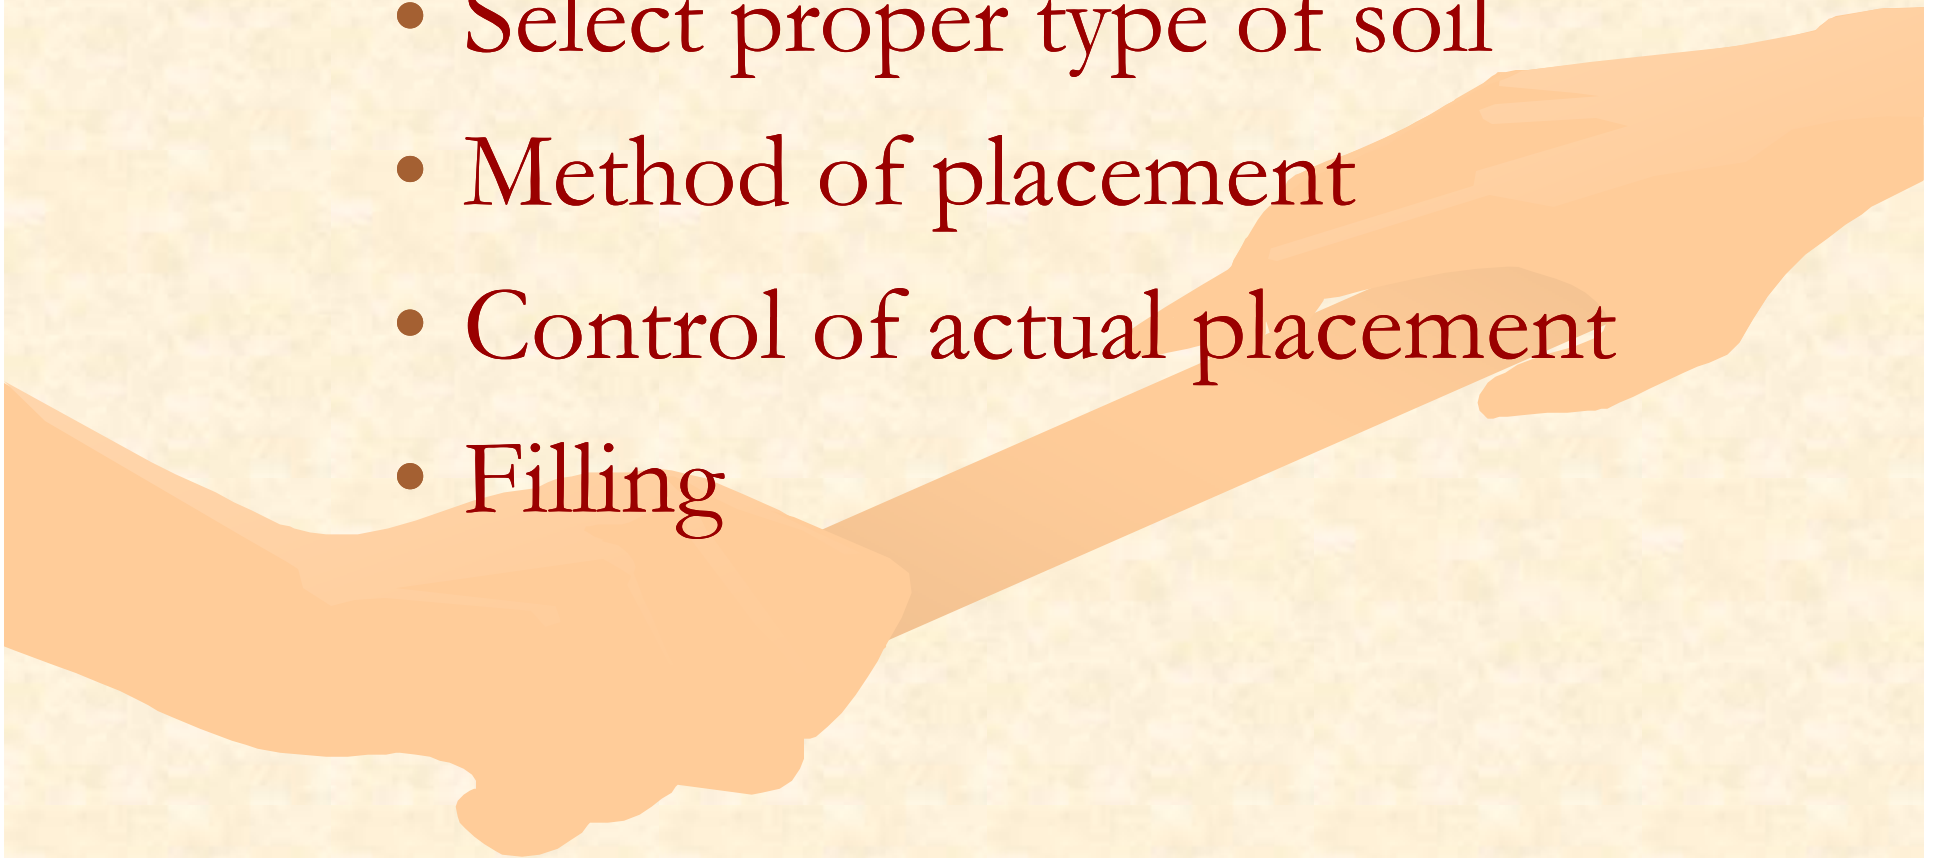 • Select proper type of soil
• Method of placement
• Control of actual placement
• Filling